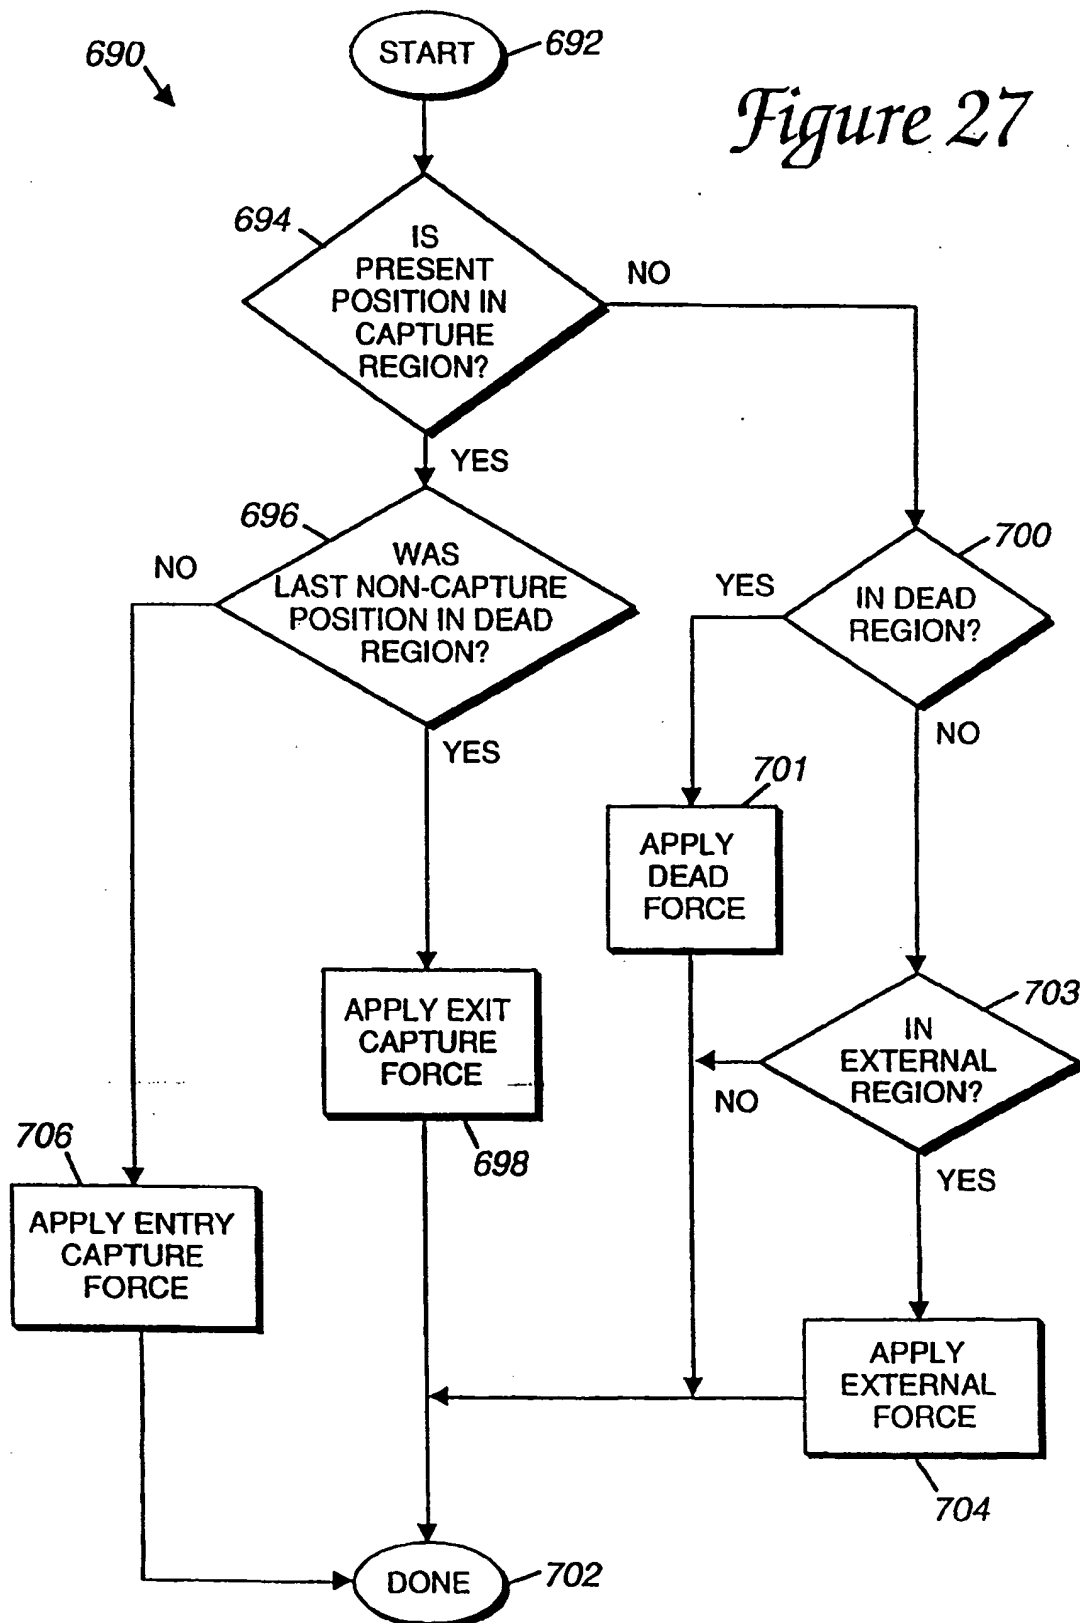 690
START
692
Figure 27
694
IS
PRESENT
POSITION IN
CAPTURE
REGION?
NO
YES
696
WAS
LAST NON-CAPTURE
POSITION IN DEAD
REGION?
NO
YES
700
IN DEAD
REGION?
YES
NO
701
APPLY
DEAD
FORCE
703
IN
EXTERNAL
REGION?
NO
YES
APPLY EXIT
CAPTURE
FORCE
698
706
APPLY ENTRY
CAPTURE
FORCE
APPLY
EXTERNAL
FORCE
704
DONE
702